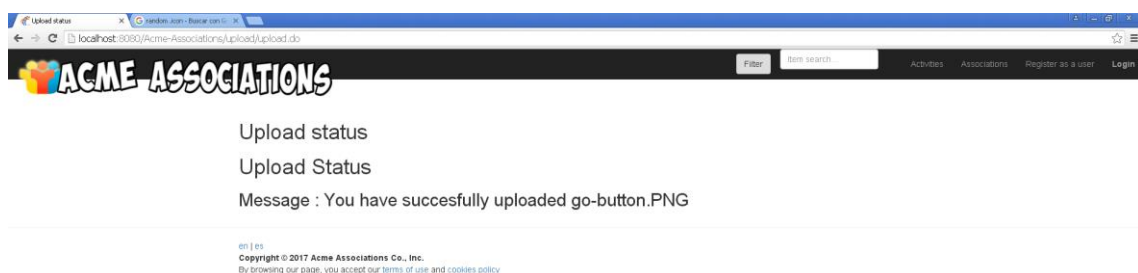 Upload status
random icon - Buscar con G
localhost:8080/Acme-Associations/upload/upload.do
ACME ASSOCIATIONS
Filter
Item search...
Activities
Associations
Register as a user
Login
Upload status
Upload Status
Message : You have succesfully uploaded go-button.PNG
en | es
Copyright © 2017 Acme Associations Co., Inc.
By browsing our page, you accept our terms of use and cookies policy